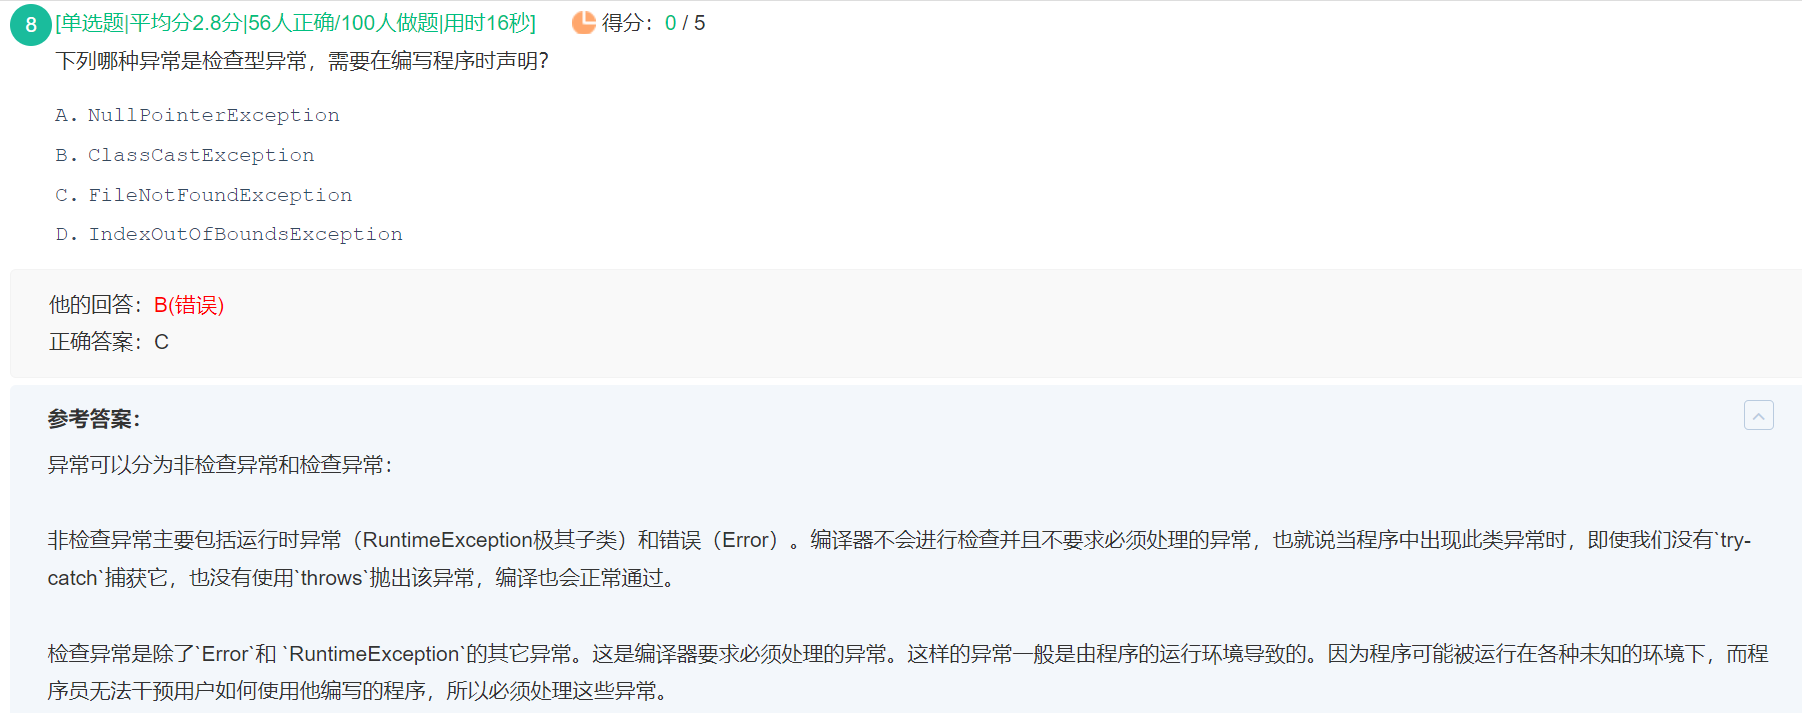 8 [单选题|平均分2.8分|56人正确/100人做题|用时16秒] 得分：0 / 5
下列哪种异常是检查型异常，需要在编写程序时声明？
A. NullPointerException
B. ClassCastException
C. FileNotFoundException
D. IndexOutOfBoundsException
他的回答：B(错误)
正确答案：C
参考答案：
异常可以分为非检查异常和检查异常：
非检查异常主要包括运行时异常（RuntimeException极其子类）和错误（Error）。编译器不会进行检查并且不要求必须处理的异常，也就说当程序中出现此类异常时，即使我们没有`try-
catch`捕获它，也没有使用`throws`抛出该异常，编译也会正常通过。
检查异常是除了`Error`和 `RuntimeException`的其它异常。这是编译器要求必须处理的异常。这样的异常一般是由程序的运行环境导致的。因为程序可能被运行在各种未知的环境下，而程
序员无法干预用户如何使用他编写的程序，所以必须处理这些异常。